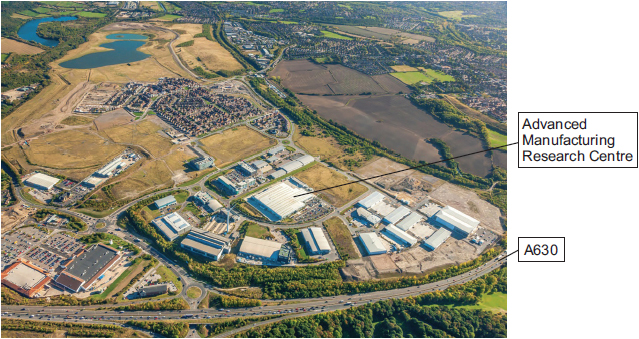 Advanced
Manufacturing
Research Centre
A630